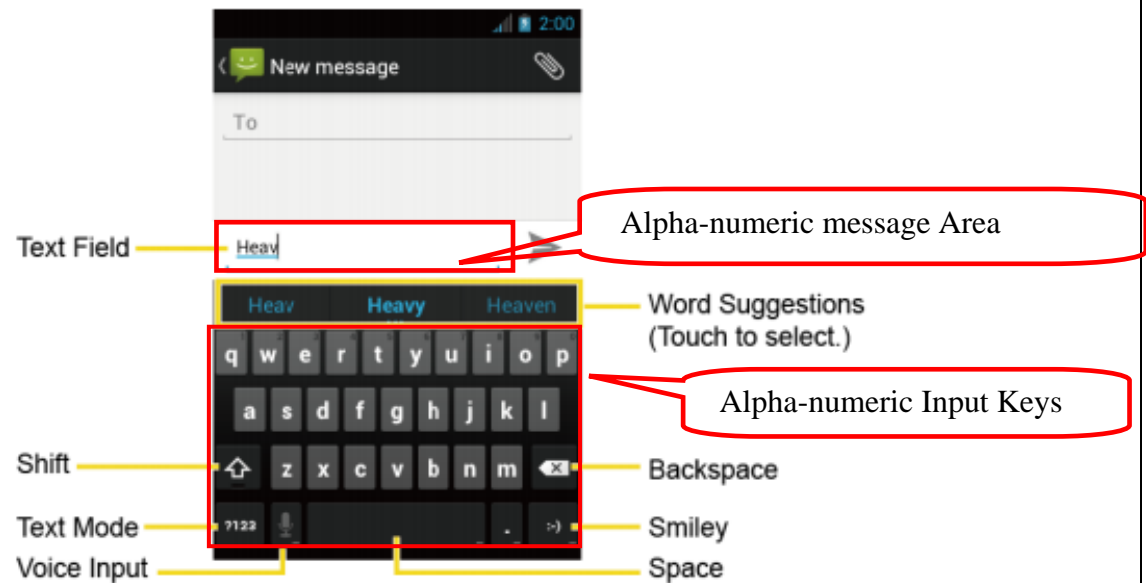 2:00
New message
To
Alpha-numeric message Area
Text Field
Heav
Heav Heavy Heaven
Word Suggestions
(Touch to select.)
q w e r t y u i o p
Alpha-numeric Input Keys
a s d f g h j k l
Shift
z x c v b n m
Backspace
Text Mode
?123 . :-)
Smiley
Voice Input
Space